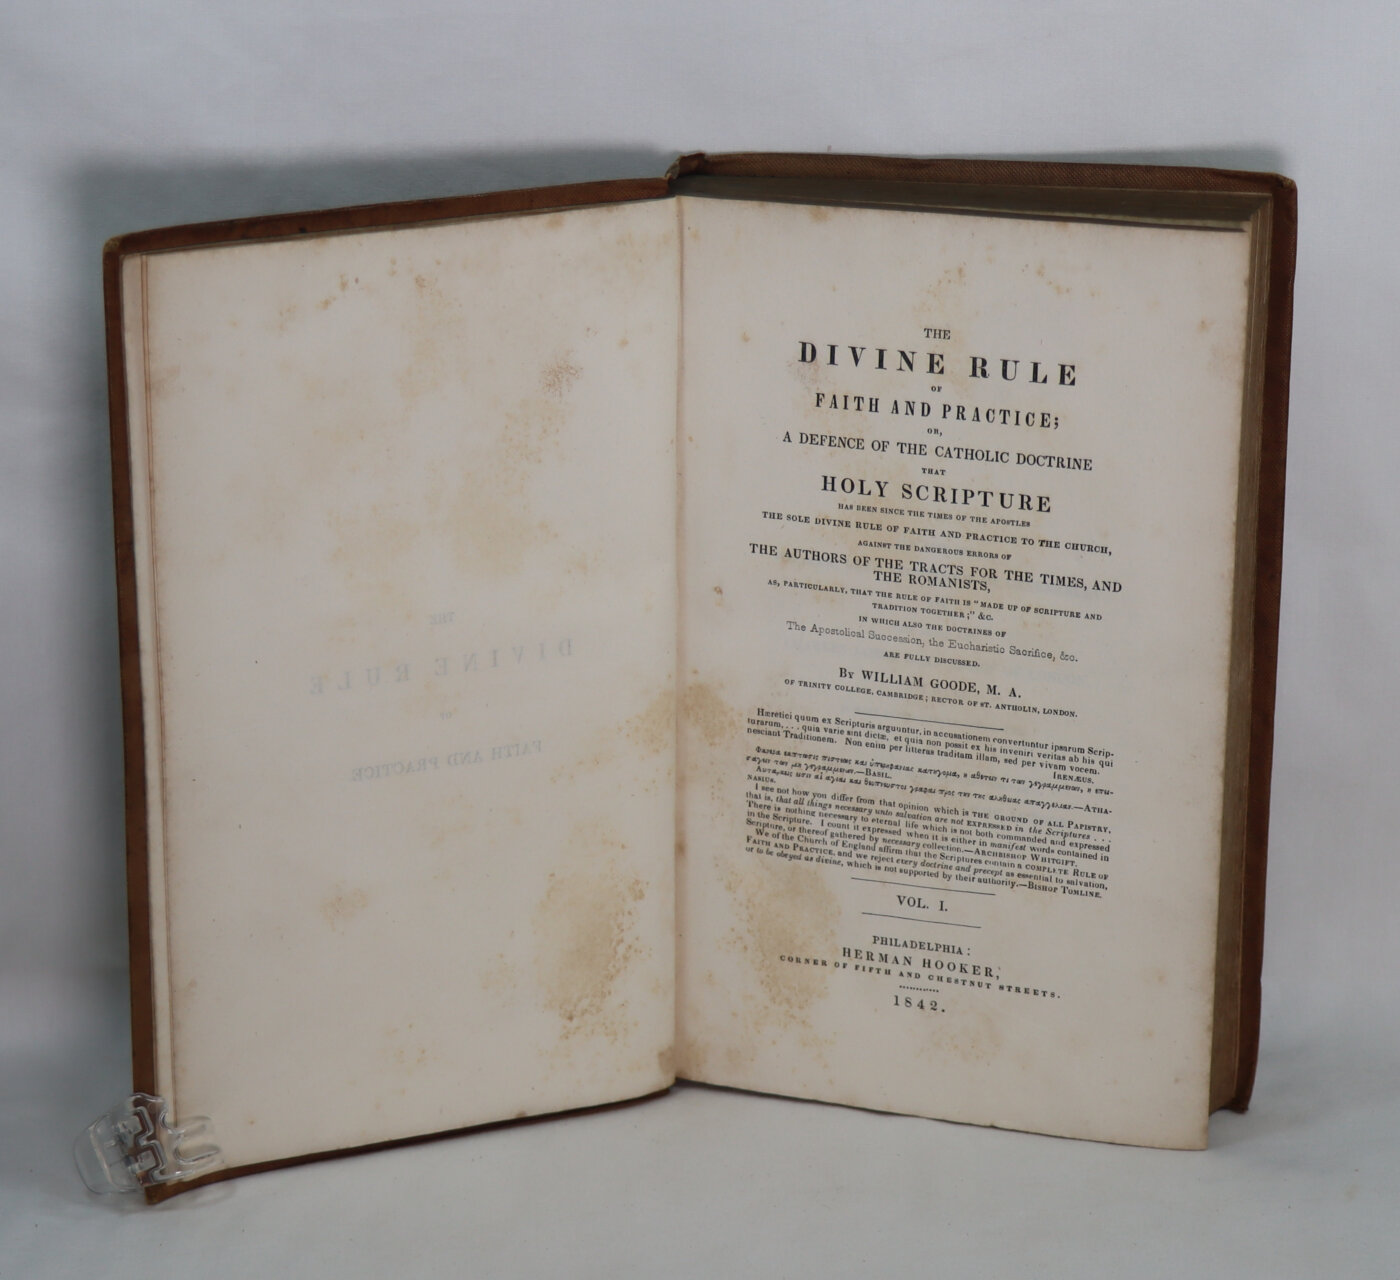 THE
DIVINE RULE
OF
FAITH AND PRACTICE
THE
DIVINE RULE
OF
FAITH AND PRACTICE;
OR,
A DEFENCE OF THE CATHOLIC DOCTRINE
THAT
HOLY SCRIPTURE
HAS BEEN SINCE THE TIMES OF THE APOSTLES
THE SOLE DIVINE RULE OF FAITH AND PRACTICE TO THE CHURCH,
AGAINST THE DANGEROUS ERRORS OF
THE AUTHORS OF THE TRACTS FOR THE TIMES, AND
THE ROMANISTS,
AS, PARTICULARLY, THAT THE RULE OF FAITH IS "MADE UP OF SCRIPTURE AND
TRADITION TOGETHER;" &C.
IN WHICH ALSO THE DOCTRINES OF
The Apostolical Succession, the Eucharistic Sacrifice, &c.
ARE FULLY DISCUSSED.
BY WILLIAM GOODE, M. A.
OF TRINITY COLLEGE, CAMBRIDGE; RECTOR OF ST. ANTHOLIN, LONDON.
Hæretici quum ex Scripturis arguuntur, in accusationem convertuntur ipsarum Scrip-
turarum, . . . quia varie sint dictæ, et quia non possit ex his inveniri veritas ab his qui
nesciant Traditionem. Non enim per litteras traditam illam, sed per vivam vocem.
IRENÆUS.
—BASIL.
—ATHA-
NASIUS.
I see not how you differ from that opinion which is THE GROUND OF ALL PAPISTRY,
that is, that all things necessary unto salvation are not EXPRESSED in the Scriptures . . .
There is nothing necessary to eternal life which is not both commanded and expressed
in the Scripture. I count it expressed when it is either in manifest words contained in
Scripture, or thereof gathered by necessary collection.—ARCHBISHOP WHITGIFT.
We of the Church of England affirm that the Scriptures contain a COMPLETE RULE OF
FAITH AND PRACTICE, and we reject every doctrine and precept as essential to salvation,
or to be obeyed as divine, which is not supported by their authority.—BISHOP TOMLINE.
VOL. I.
PHILADELPHIA:
HERMAN HOOKER,
CORNER OF FIFTH AND CHESTNUT STREETS.
1842.